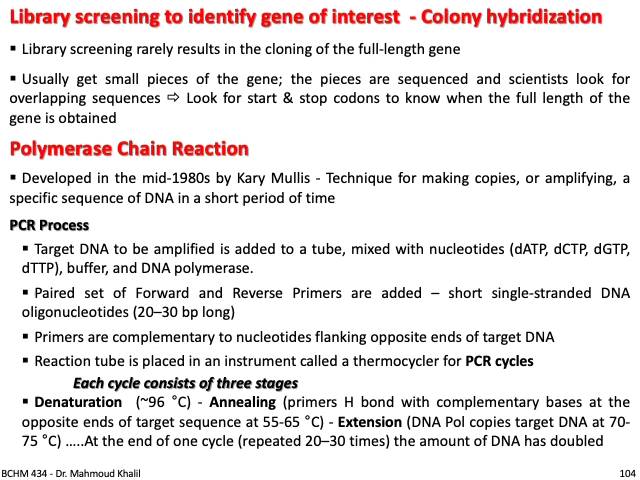 Library screening to identify gene of interest - Colony hybridization
▪ Library screening rarely results in the cloning of the full-length gene
▪ Usually get small pieces of the gene; the pieces are sequenced and scientists look for
overlapping sequences ⇨ Look for start & stop codons to know when the full length of the
gene is obtained
Polymerase Chain Reaction
▪ Developed in the mid-1980s by Kary Mullis - Technique for making copies, or amplifying, a
specific sequence of DNA in a short period of time
PCR Process
▪ Target DNA to be amplified is added to a tube, mixed with nucleotides (dATP, dCTP, dGTP,
dTTP), buffer, and DNA polymerase.
▪ Paired set of Forward and Reverse Primers are added – short single-stranded DNA
oligonucleotides (20–30 bp long)
▪ Primers are complementary to nucleotides flanking opposite ends of target DNA
▪ Reaction tube is placed in an instrument called a thermocycler for PCR cycles
Each cycle consists of three stages
▪ Denaturation (~96 °C) - Annealing (primers H bond with complementary bases at the
opposite ends of target sequence at 55-65 °C) - Extension (DNA Pol copies target DNA at 70-
75 °C) .....At the end of one cycle (repeated 20–30 times) the amount of DNA has doubled
BCHM 434 - Dr. Mahmoud Khalil 104